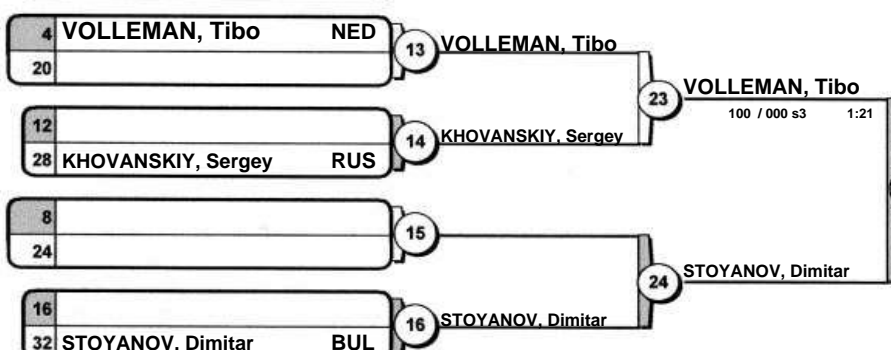 4 VOLLEMAN, Tibo NED
20
13 VOLLEMAN, Tibo
23 VOLLEMAN, Tibo
100 / 000 s3 1:21
12
28 KHOVANSKIY, Sergey RUS
14 KHOVANSKIY, Sergey
8
24
15
24 STOYANOV, Dimitar
16
32 STOYANOV, Dimitar BUL
16 STOYANOV, Dimitar